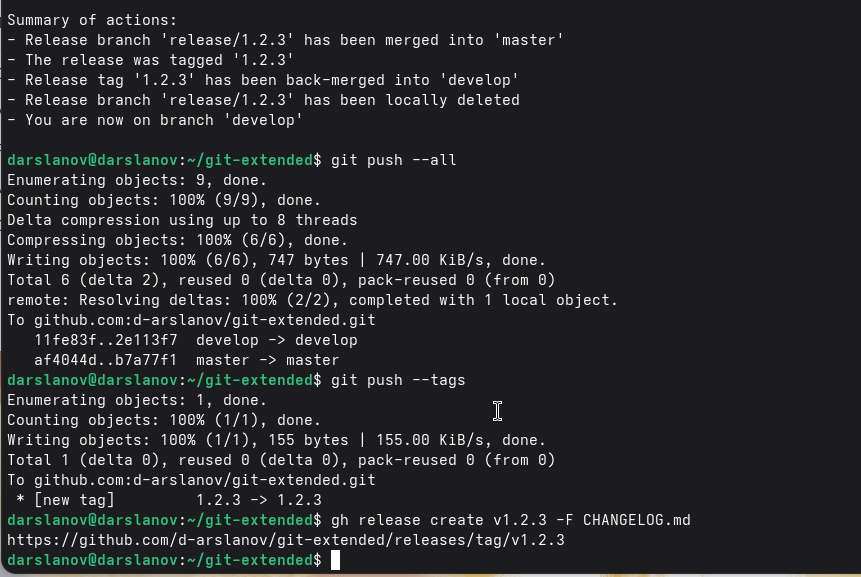 Summary of actions:
- Release branch 'release/1.2.3' has been merged into 'master'
- The release was tagged '1.2.3'
- Release tag '1.2.3' has been back-merged into 'develop'
- Release branch 'release/1.2.3' has been locally deleted
- You are now on branch 'develop'

darslanov@darslanov:~/git-extended$ git push --all
Enumerating objects: 9, done.
Counting objects: 100% (9/9), done.
Delta compression using up to 8 threads
Compressing objects: 100% (6/6), done.
Writing objects: 100% (6/6), 747 bytes | 747.00 KiB/s, done.
Total 6 (delta 2), reused 0 (delta 0), pack-reused 0 (from 0)
remote: Resolving deltas: 100% (2/2), completed with 1 local object.
To github.com:d-arslanov/git-extended.git
   11fe83f..2e113f7  develop -> develop
   af4044d..b7a77f1  master -> master
darslanov@darslanov:~/git-extended$ git push --tags
Enumerating objects: 1, done.
Counting objects: 100% (1/1), done.
Writing objects: 100% (1/1), 155 bytes | 155.00 KiB/s, done.
Total 1 (delta 0), reused 0 (delta 0), pack-reused 0 (from 0)
To github.com:d-arslanov/git-extended.git
 * [new tag]         1.2.3 -> 1.2.3
darslanov@darslanov:~/git-extended$ gh release create v1.2.3 -F CHANGELOG.md
https://github.com/d-arslanov/git-extended/releases/tag/v1.2.3
darslanov@darslanov:~/git-extended$